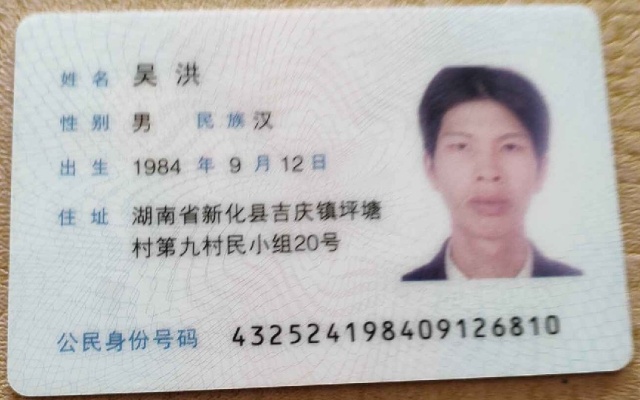 姓名 吴洪
性别 男 民族 汉
出生 1984 年 9 月 12 日
住址 湖南省新化县吉庆镇坪塘
村第九村民小组20号
公民身份号码 432524198409126810